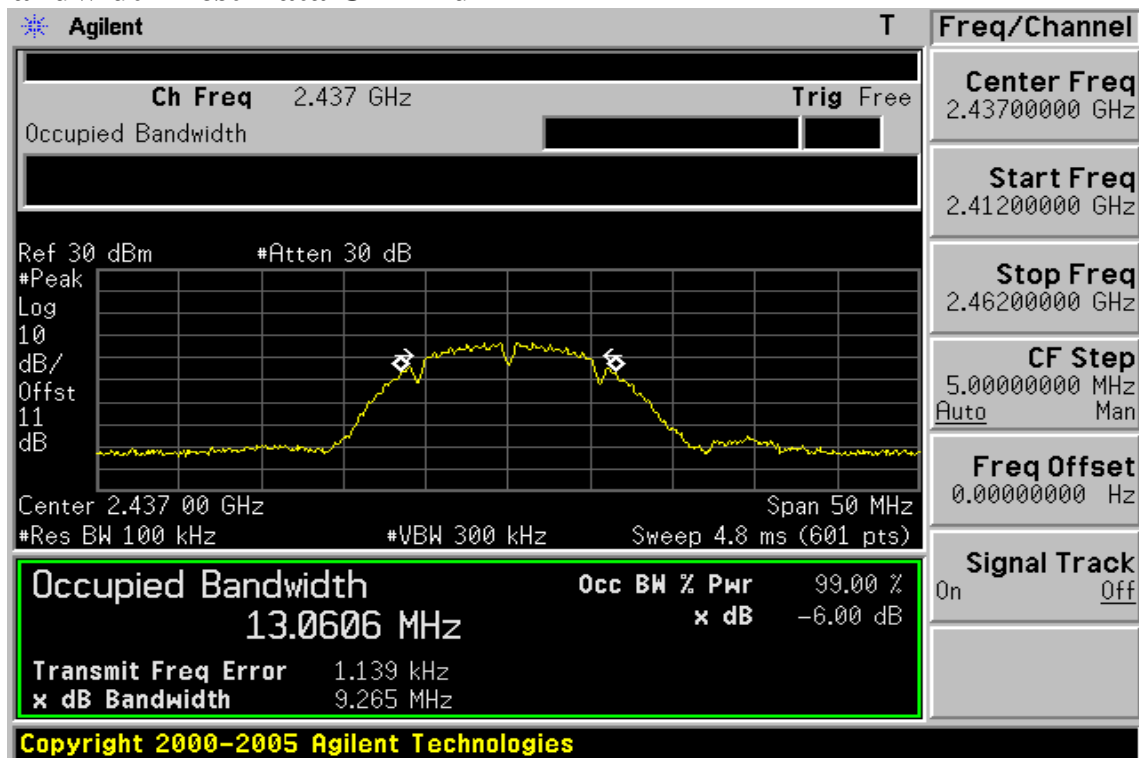 Agilent T Freq/Channel
Ch Freq 2.437 GHz Trig Free
Occupied Bandwidth
Center Freq
2.43700000 GHz
Start Freq
2.41200000 GHz
Stop Freq
2.46200000 GHz
CF Step
5.00000000 MHz
Auto Man
Freq Offset
0.00000000 Hz
Signal Track
On Off
Ref 30 dBm #Atten 30 dB
#Peak
Log
10
dB/
Offst
11
dB
Center 2.437 00 GHz Span 50 MHz
#Res BW 100 kHz #VBW 300 kHz Sweep 4.8 ms (601 pts)
Occupied Bandwidth Occ BW % Pwr 99.00 %
13.0606 MHz x dB -6.00 dB
Transmit Freq Error 1.139 kHz
x dB Bandwidth 9.265 MHz
Copyright 2000-2005 Agilent Technologies